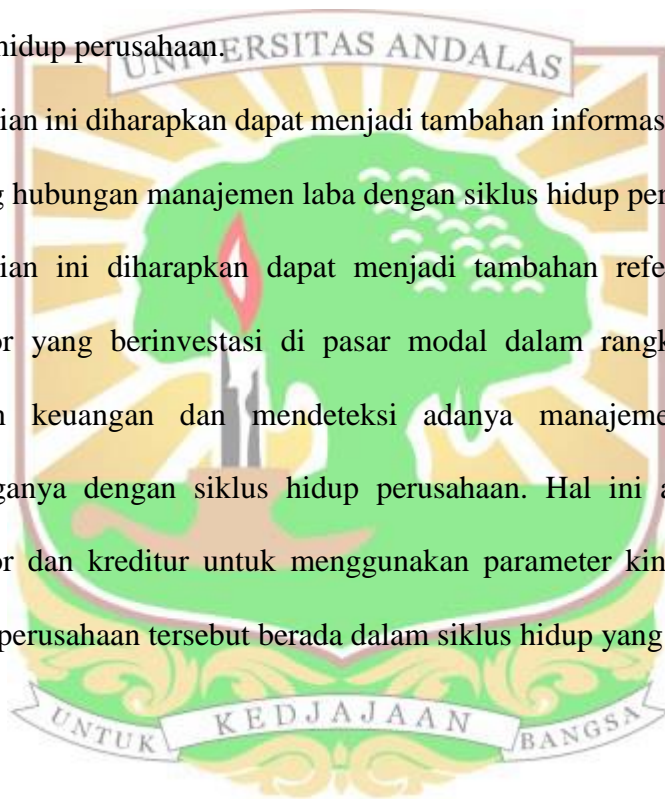 hidup perusahaan.
UNIVERSITAS ANDALAS
ian ini diharapkan dapat menjadi tambahan informas
g hubungan manajemen laba dengan siklus hidup per
ian ini diharapkan dapat menjadi tambahan refe
or yang berinvestasi di pasar modal dalam rangk
n keuangan dan mendeteksi adanya manajeme
ganya dengan siklus hidup perusahaan. Hal ini a
or dan kreditur untuk menggunakan parameter kin
perusahaan tersebut berada dalam siklus hidup yang
UNTUK KEDJAJAAN BANGSA